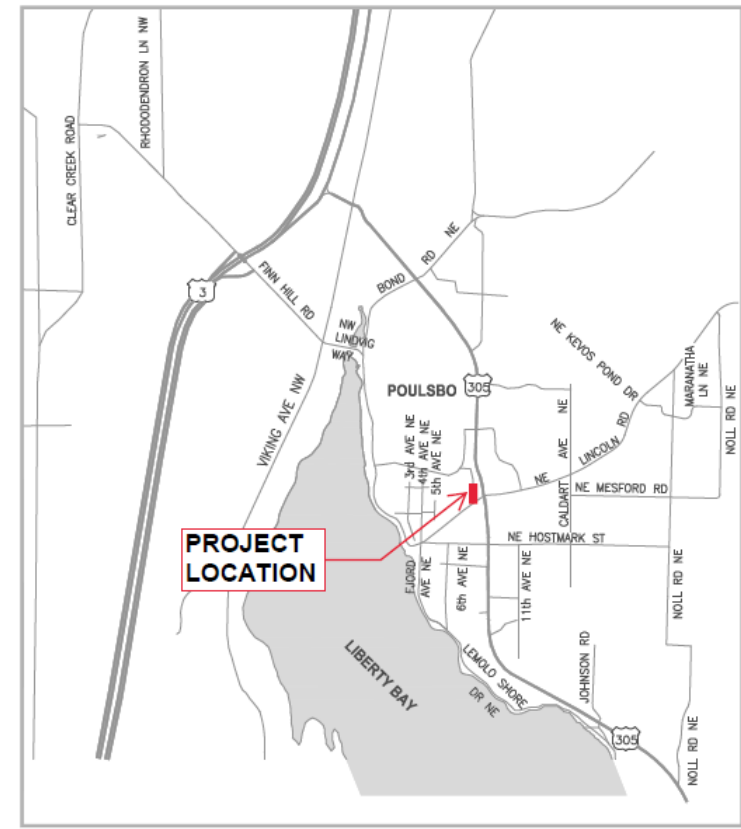 RHODODENDRON LN NW
CLEAR CREEK ROAD
3
FINN HILL RD
BOND RD NE
NW
LINDVIG
WAY
VIKING AVE NW
POULSBO
305
NE KEVOS POND DR
MARANATHA
LN NE
NOLL RD NE
3rd AVE NE
4th AVE NE
5th AVE NE
CALDART AVE NE
NE LINCOLN RD
NE MESFORD RD
PROJECT
LOCATION
NE HOSTMARK ST
FJORD
AVE NE
6th AVE NE
11th AVE NE
NOLL RD NE
LIBERTY BAY
LEMOLO SHORE
DR NE
JOHNSON RD
305
NOLL RD NE